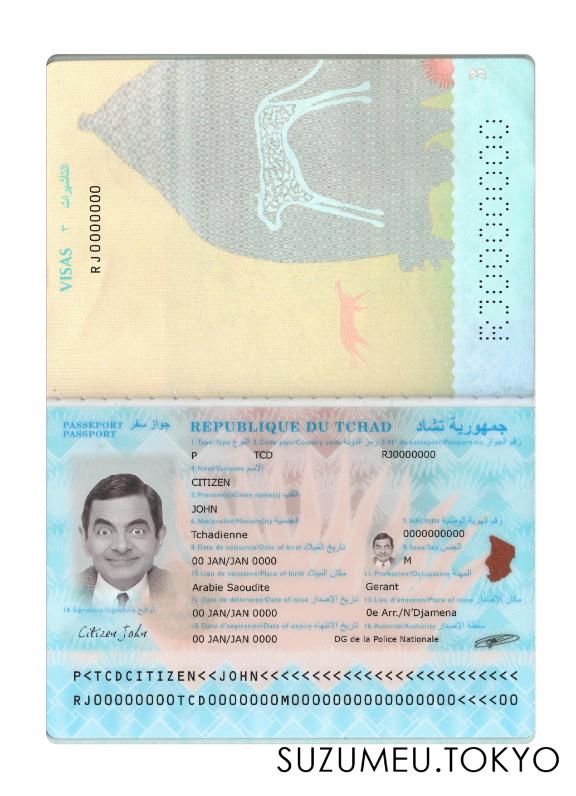 VISAS ٣ التأشيرات
RJ0000000
3
RJ0000000
PASSEPORT جواز سفر
PASSPORT
REPUBLIQUE DU TCHAD جمهورية تشاد
1. Type/Type النوع 2. Code pays/Country code رمز الدولة 3. N° du passeport/Passport no. رقم الجواز
P TCD RJ0000000
4. Nom/Surname الإسم
CITIZEN
5. Prénom(s)/Given name(s) اللقب
JOHN
6. Nationalité/Nationality الجنسية 7. NNI/NIN رقم الهوية الوطنية
Tchadienne 0000000000
8. Date de naissance/Date of birth تاريخ الميلاد 9. Sexe/Sex الجنس
00 JAN/JAN 0000 M
10. Lieu de naissance/Place of birth مكان الميلاد 11. Profession/Occupation المهنة
Arabie Saoudite Gerant
12. Date de délivrance/Date of issue تاريخ الإصدار 13. Lieu d'émission/Place of issue مكان الإصدار
00 JAN/JAN 0000 0e Arr./N'Djamena
14. Signature/Signature توقيع
15. Date d'expiration/Date of expiry تاريخ الانتهاء 16. Autorité/Authority سلطة الإصدار
Citizen John
00 JAN/JAN 0000 DG de la Police Nationale
P<TCDCITIZEN<<JOHN<<<<<<<<<<<<<<<<<<<<<<<<<<
RJ00000000TCD0000000M00000000000000000<<<<00
SUZUMEU.TOKYO